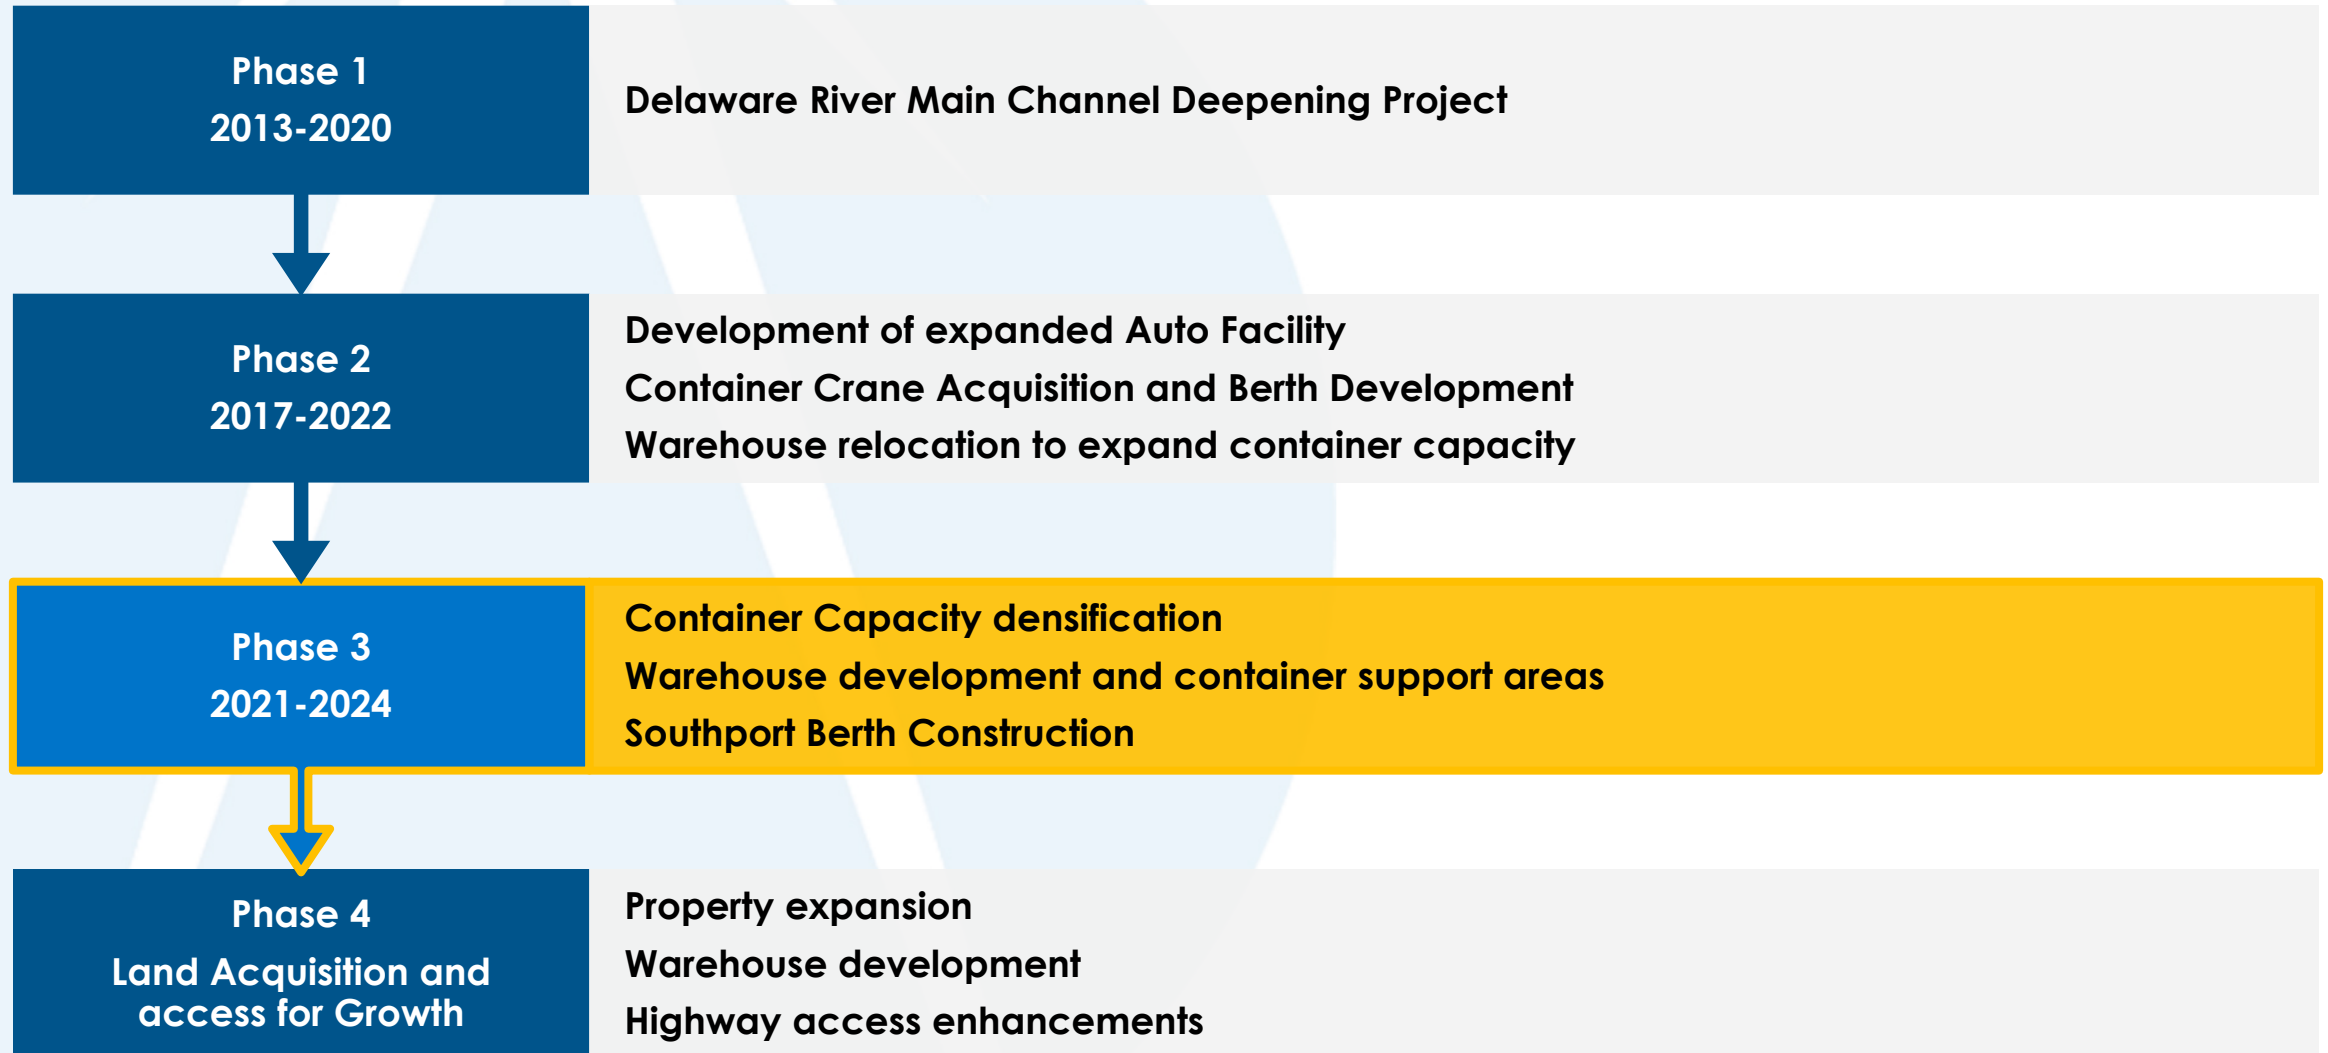 Phase 1
2013-2020
Delaware River Main Channel Deepening Project
Phase 2
2017-2022
Development of expanded Auto Facility
Container Crane Acquisition and Berth Development
Warehouse relocation to expand container capacity
Phase 3
2021-2024
Container Capacity densification
Warehouse development and container support areas
Southport Berth Construction
Phase 4
Land Acquisition and
access for Growth
Property expansion
Warehouse development
Highway access enhancements